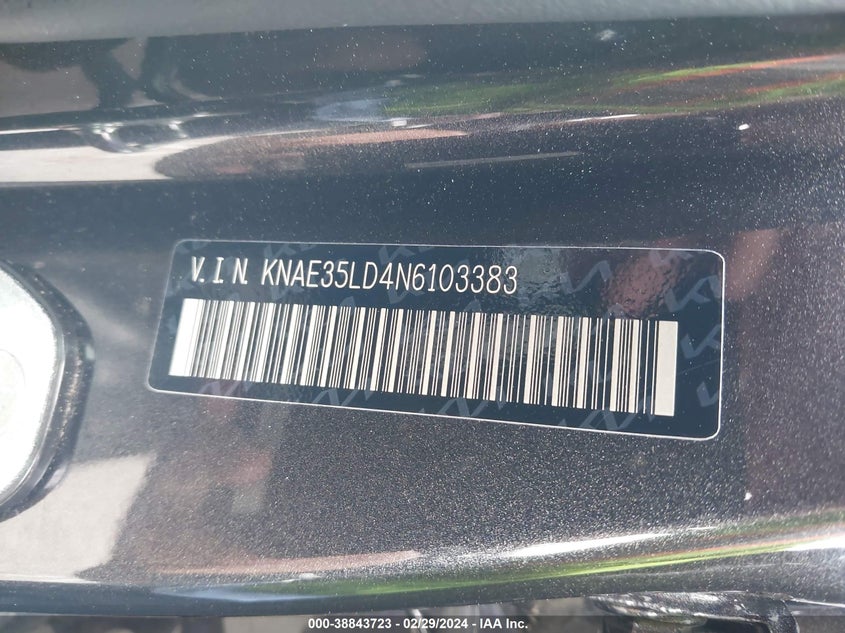 V.I.N. KNAE35LD4N6103383
000-38843723 - 02/29/2024 - IAA Inc.